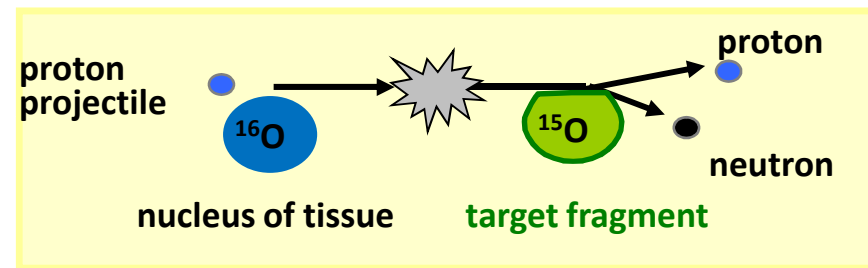 proton
proton
projectile
¹⁶O
¹⁵O
neutron
nucleus of tissue
target fragment